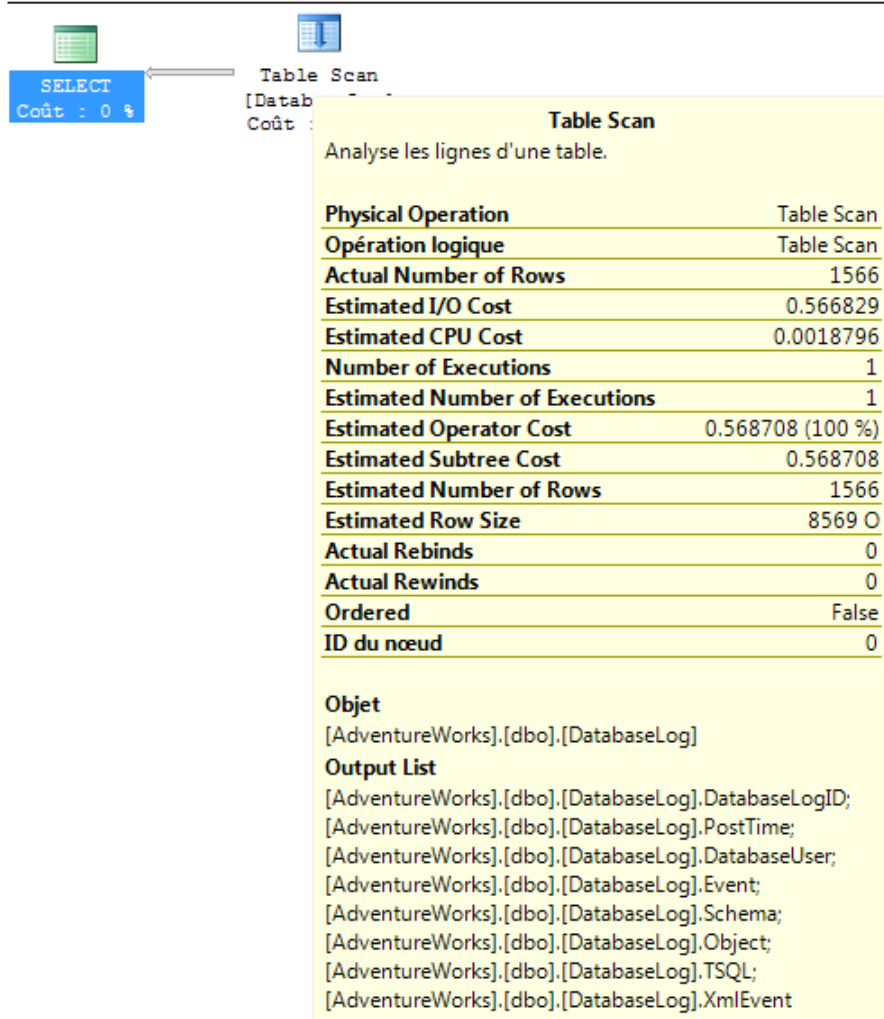 SELECT
Coût : 0 %
Table Scan
[Datab
Coût :
Table Scan
Analyse les lignes d'une table.
Physical Operation Table Scan
Opération logique Table Scan
Actual Number of Rows 1566
Estimated I/O Cost 0.566829
Estimated CPU Cost 0.0018796
Number of Executions 1
Estimated Number of Executions 1
Estimated Operator Cost 0.568708 (100 %)
Estimated Subtree Cost 0.568708
Estimated Number of Rows 1566
Estimated Row Size 8569 O
Actual Rebinds 0
Actual Rewinds 0
Ordered False
ID du nœud 0
Objet
[AdventureWorks].[dbo].[DatabaseLog]
Output List
[AdventureWorks].[dbo].[DatabaseLog].DatabaseLogID;
[AdventureWorks].[dbo].[DatabaseLog].PostTime;
[AdventureWorks].[dbo].[DatabaseLog].DatabaseUser;
[AdventureWorks].[dbo].[DatabaseLog].Event;
[AdventureWorks].[dbo].[DatabaseLog].Schema;
[AdventureWorks].[dbo].[DatabaseLog].Object;
[AdventureWorks].[dbo].[DatabaseLog].TSQL;
[AdventureWorks].[dbo].[DatabaseLog].XmlEvent